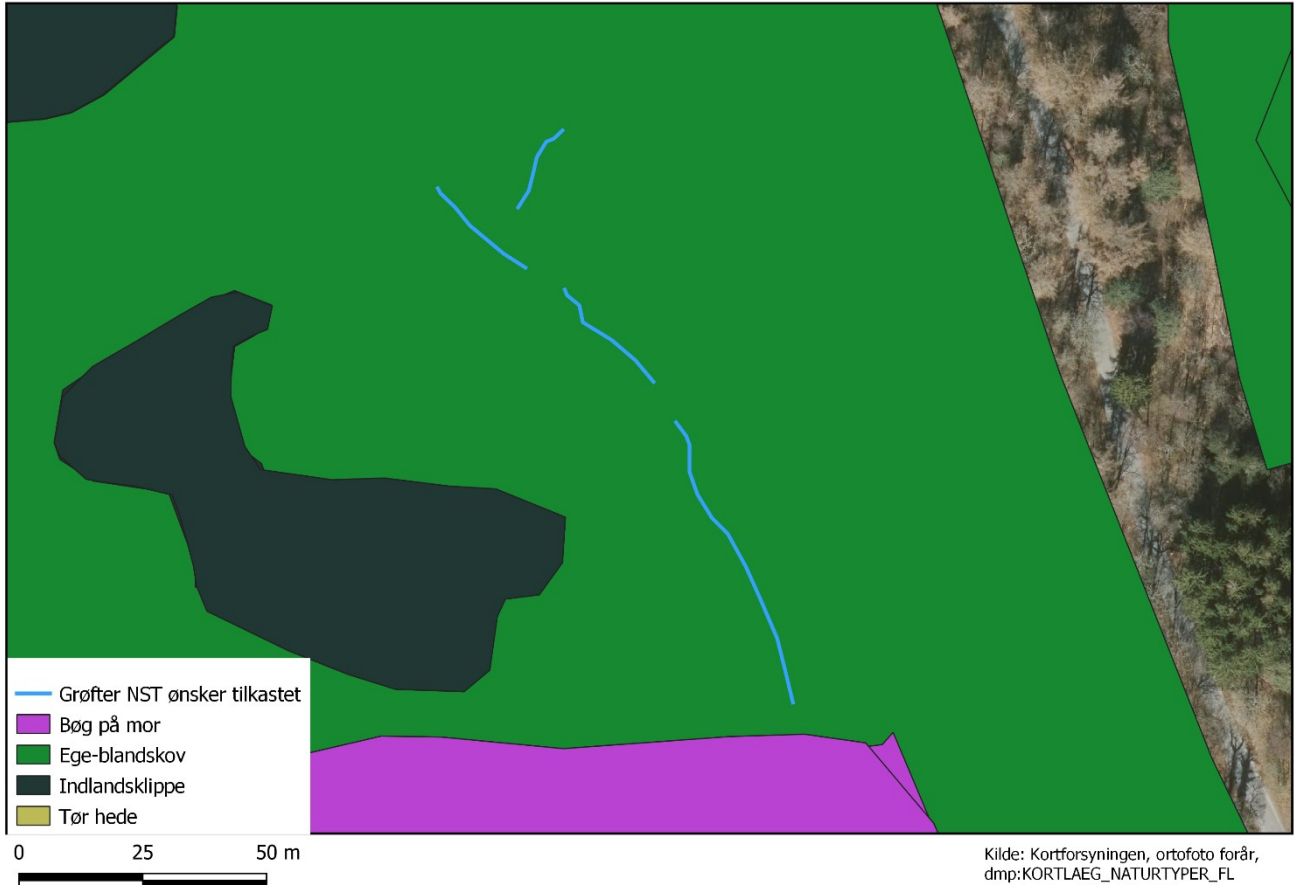 Grøfter NST ønsker tilkastet
Bøg på mor
Ege-blandskov
Indlandsklippe
Tør hede
0 25 50 m
Kilde: Kortforsyningen, ortofoto forår,
dmp:KORTLAEG_NATURTYPER_FL